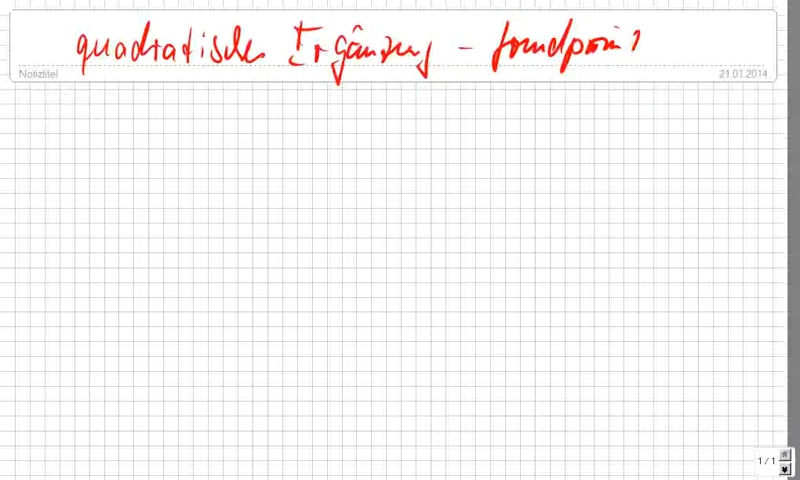 quadratische Ergänzung -
Notiztitel
21.01.2014
1 / 1